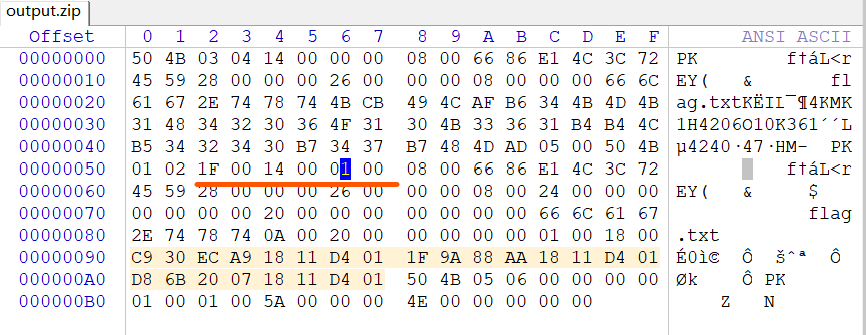 output.zip
Offset 0 1 2 3 4 5 6 7 8 9 A B C D E F ANSI ASCII
00000000 50 4B 03 04 14 00 00 00 08 00 66 86 E1 4C 3C 72 PK f†áL<r
00000010 45 59 28 00 00 00 26 00 00 00 08 00 00 00 66 6C EY( & fl
00000020 61 67 2E 74 78 74 4B CB 49 4C AF B6 34 4B 4D 4B ag.txtKËIL¯¶4KMK
00000030 31 48 34 32 30 36 4F 31 30 4B 33 36 31 B4 B4 4C 1H4206O10K361´´L
00000040 B5 34 32 34 30 B7 34 37 B7 48 4D AD 05 00 50 4B µ4240·47·HM- PK
00000050 01 02 1F 00 14 00 01 00 08 00 66 86 E1 4C 3C 72 f†áL<r
00000060 45 59 28 00 00 00 26 00 00 00 08 00 24 00 00 00 EY( & $
00000070 00 00 00 00 20 00 00 00 00 00 00 00 66 6C 61 67 flag
00000080 2E 74 78 74 0A 00 20 00 00 00 00 00 01 00 18 00 .txt
00000090 C9 30 EC A9 18 11 D4 01 1F 9A 88 AA 18 11 D4 01 É0ì© Ô šˆª Ô
000000A0 D8 6B 20 07 18 11 D4 01 50 4B 05 06 00 00 00 00 Øk Ô PK
000000B0 01 00 01 00 5A 00 00 00 4E 00 00 00 00 00 Z N